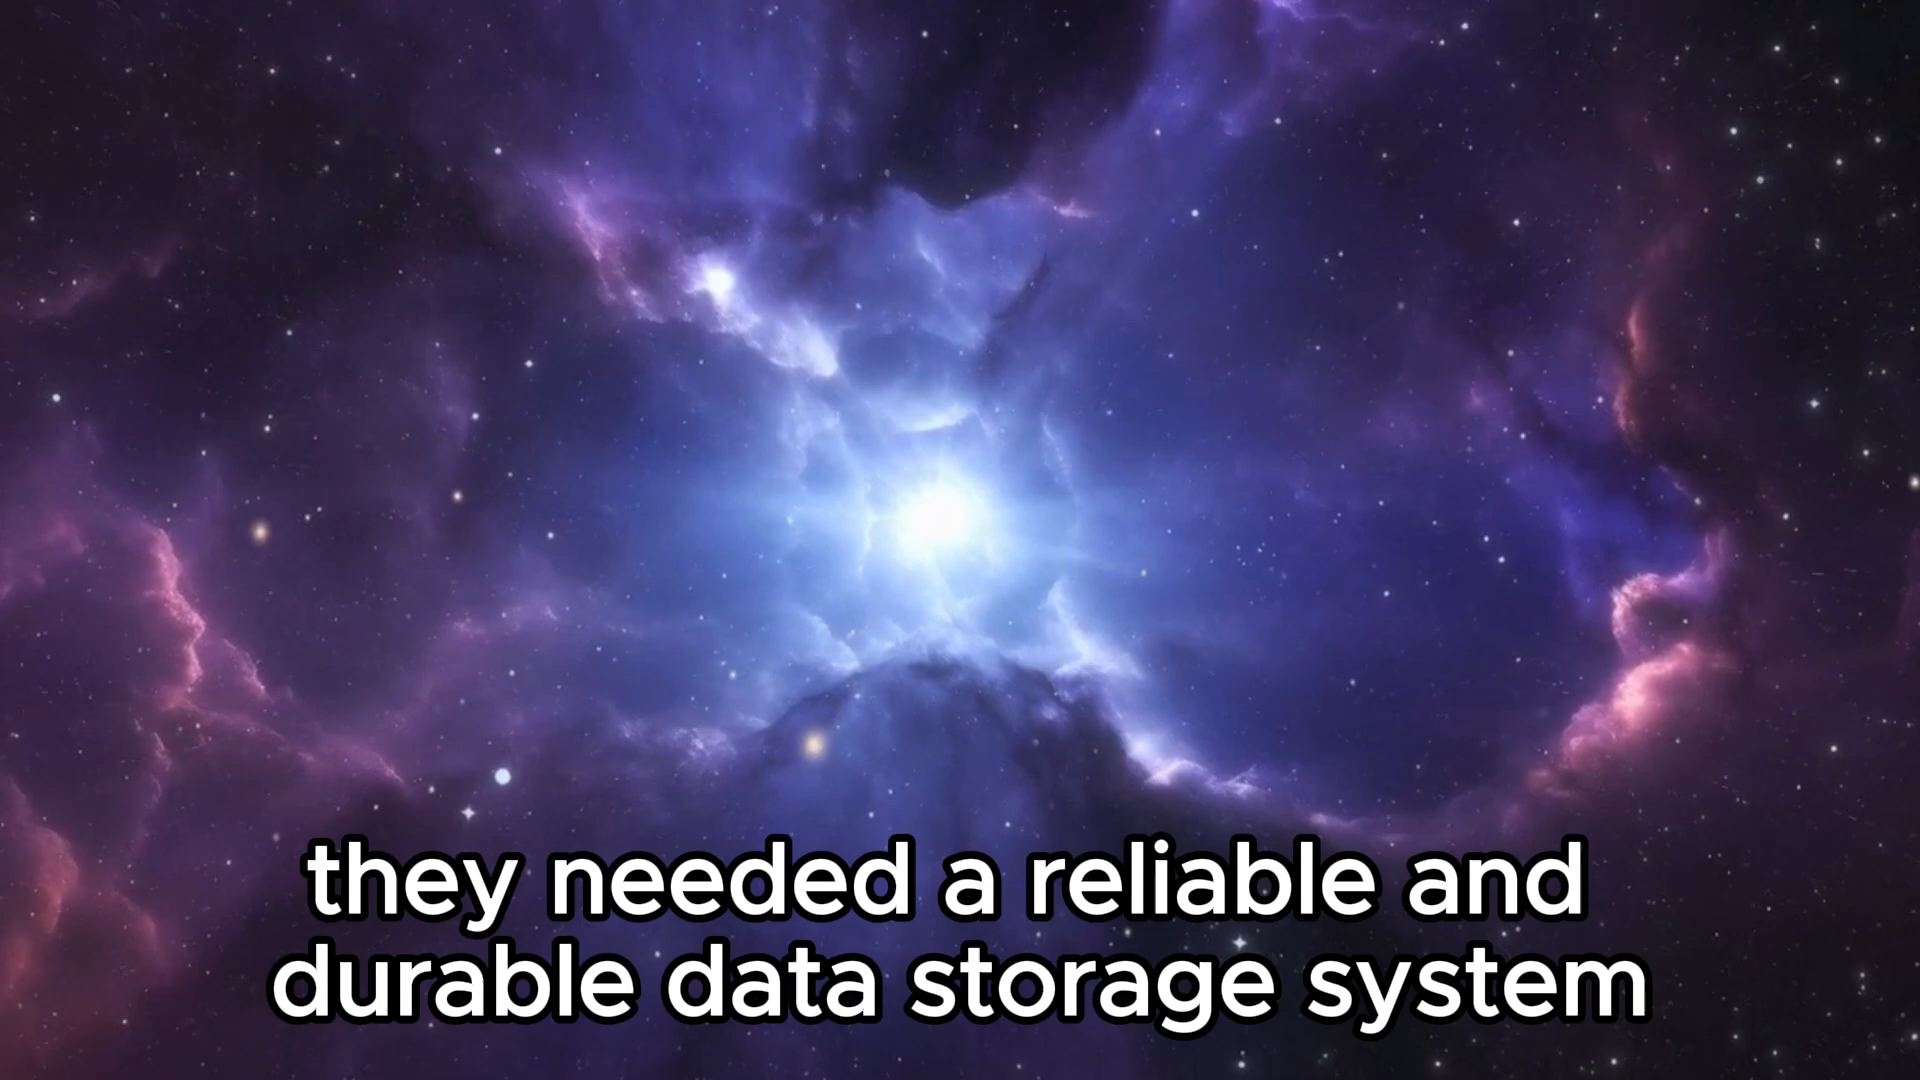 they needed a reliable and
durable data storage system